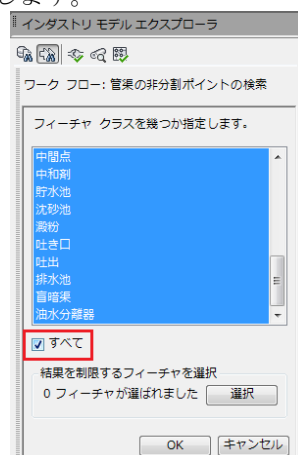 します。
インダストリ モデル エクスプローラ
ワーク フロー: 管渠の非分割ポイントの検索
フィーチャ クラスを幾つか指定します。
中間点
中和剤
貯水池
沈砂池
澱粉
吐き口
吐出
排水池
盲暗渠
油水分離器
すべて
結果を制限するフィーチャを選択
0 フィーチャが選ばれました
選択
OK
キャンセル